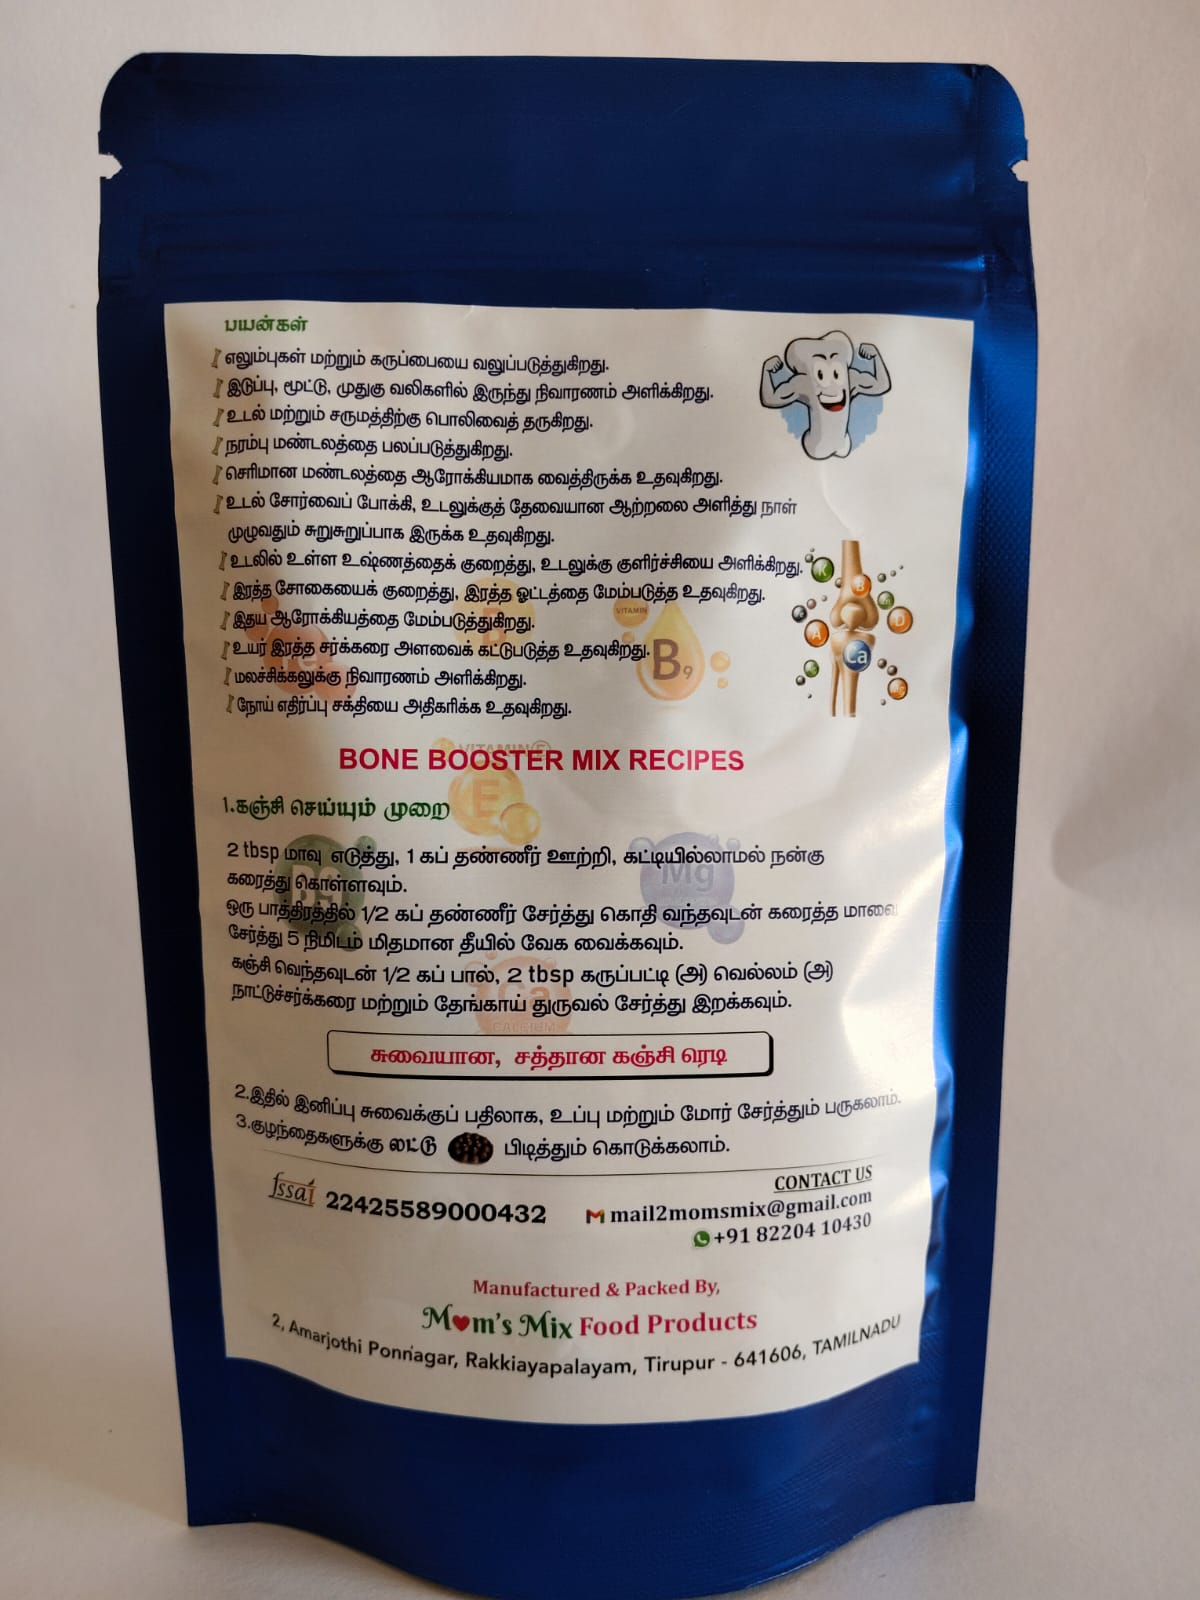 பயன்கள்
எலும்புகள் மற்றும் கருப்பையை வலுப்படுத்துகிறது.
இடுப்பு, மூட்டு, முதுகு வலிகளில் இருந்து நிவாரணம் அளிக்கிறது.
உடல் மற்றும் சருமத்திற்கு பொலிவைத் தருகிறது.
நரம்பு மண்டலத்தை பலப்படுத்துகிறது.
செரிமான மண்டலத்தை ஆரோக்கியமாக வைத்திருக்க உதவுகிறது.
உடல் சோர்வைப் போக்கி, உடலுக்குத் தேவையான ஆற்றலை அளித்து நாள்
முழுவதும் சுறுசுறுப்பாக இருக்க உதவுகிறது.
உடலில் உள்ள உஷ்ணத்தைக் குறைத்து, உடலுக்கு குளிர்ச்சியை அளிக்கிறது.
இரத்த சோகையைக் குறைத்து, இரத்த ஓட்டத்தை மேம்படுத்த உதவுகிறது.
இதய ஆரோக்கியத்தை மேம்படுத்துகிறது.
உயர் இரத்த சர்க்கரை அளவைக் கட்டுபடுத்த உதவுகிறது.
மலச்சிக்கலுக்கு நிவாரணம் அளிக்கிறது.
நோய் எதிர்ப்பு சக்தியை அதிகரிக்க உதவுகிறது.
K
B
D
A
Ca
VITAMIN
B9
VITAMIN E
E
BONE BOOSTER MIX RECIPES
1.கஞ்சி செய்யும் முறை
2 tbsp மாவு எடுத்து, 1 கப் தண்ணீர் ஊற்றி, கட்டியில்லாமல் நன்கு
கரைத்து கொள்ளவும்.
Mg
ஒரு பாத்திரத்தில் 1/2 கப் தண்ணீர் சேர்த்து கொதி வந்தவுடன் கரைத்த மாவை
சேர்த்து 5 நிமிடம் மிதமான தீயில் வேக வைக்கவும்.
கஞ்சி வெந்தவுடன் 1/2 கப் பால், 2 tbsp கருப்பட்டி (அ) வெல்லம் (அ)
நாட்டுச்சர்க்கரை மற்றும் தேங்காய் துருவல் சேர்த்து இறக்கவும்.
Ca
CALCIUM
சுவையான, சத்தான கஞ்சி ரெடி
2.இதில் இனிப்பு சுவைக்குப் பதிலாக, உப்பு மற்றும் மோர் சேர்த்தும் பருகலாம்.
3.குழந்தைகளுக்கு லட்டு பிடித்தும் கொடுக்கலாம்.
fssai 22425589000432
CONTACT US
mail2momsmix@gmail.com
+91 82204 10430
Manufactured & Packed By,
Mom's Mix Food Products
2, Amarjothi Ponnagar, Rakkiayapalayam, Tirupur - 641606, TAMILNADU